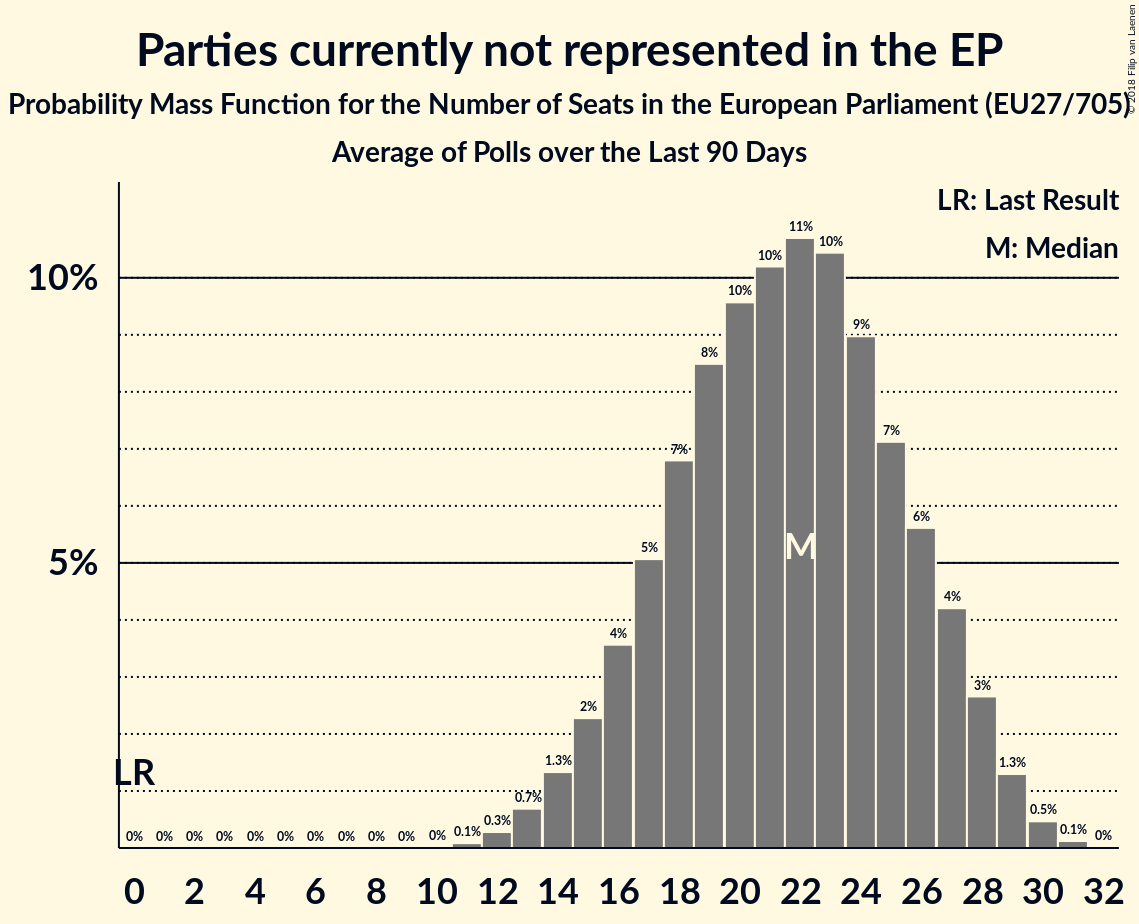 Parties currently not represented in the EP
Probability Mass Function for the Number of Seats in the European Parliament (EU27/705)
Average of Polls over the Last 90 Days
© 2018 Filip van Laenen
LR: Last Result
M: Median
10%
5%
LR
M
0% 0% 0% 0% 0% 0% 0% 0% 0% 0% 0% 0.1% 0.3% 0.7% 1.3% 2% 4% 5% 7% 8% 10% 10% 11% 10% 9% 7% 6% 4% 3% 1.3% 0.5% 0.1% 0%
0 2 4 6 8 10 12 14 16 18 20 22 24 26 28 30 32